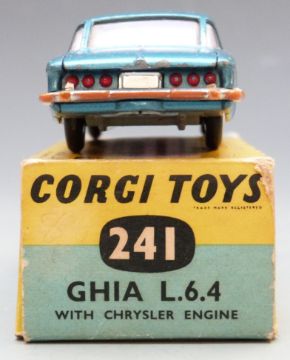 CORGI TOYS
TRADE MARK REGISTERED
241
GHIA L.6.4
WITH CHRYSLER ENGINE